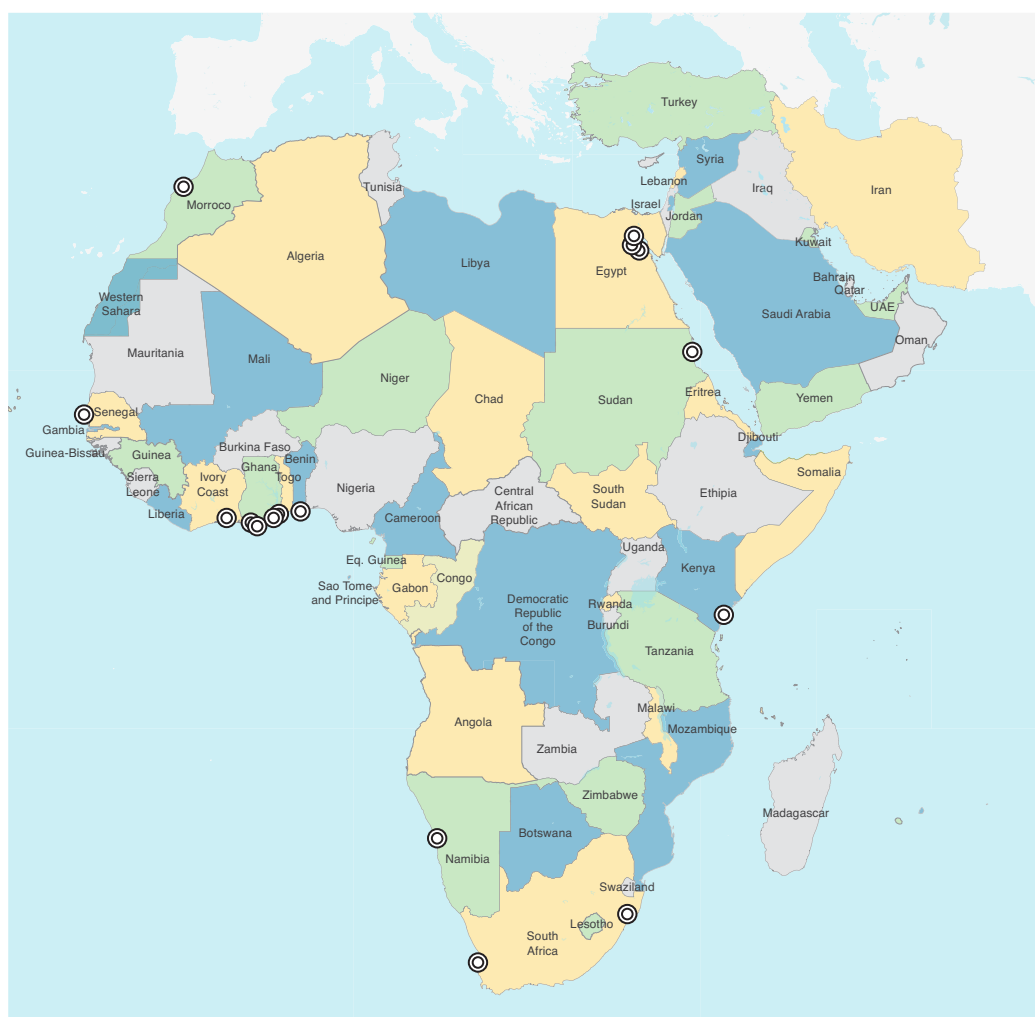 Turkey
Syria
Tunisia
Lebanon
Iraq
Iran
Israel
Morroco
Jordan
Kuwait
Algeria
Libya
Egypt
Bahrain
Qatar
Western
Sahara
UAE
Saudi Arabia
Oman
Mauritania
Mali
Niger
Chad
Sudan
Eritrea
Yemen
Senegal
Gambia
Djibouti
Guinea-Bissau
Guinea
Burkina Faso
Benin
Ghana
Togo
Somalia
Sierra
Leone
Ivory
Coast
Nigeria
Central
African
Republic
South
Sudan
Ethipia
Liberia
Cameroon
Eq. Guinea
Uganda
Kenya
Sao Tome
and Principe
Gabon
Congo
Democratic
Republic
of the
Congo
Rwanda
Burundi
Tanzania
Angola
Malawi
Mozambique
Zambia
Zimbabwe
Madagascar
Botswana
Namibia
Swaziland
Lesotho
South
Africa